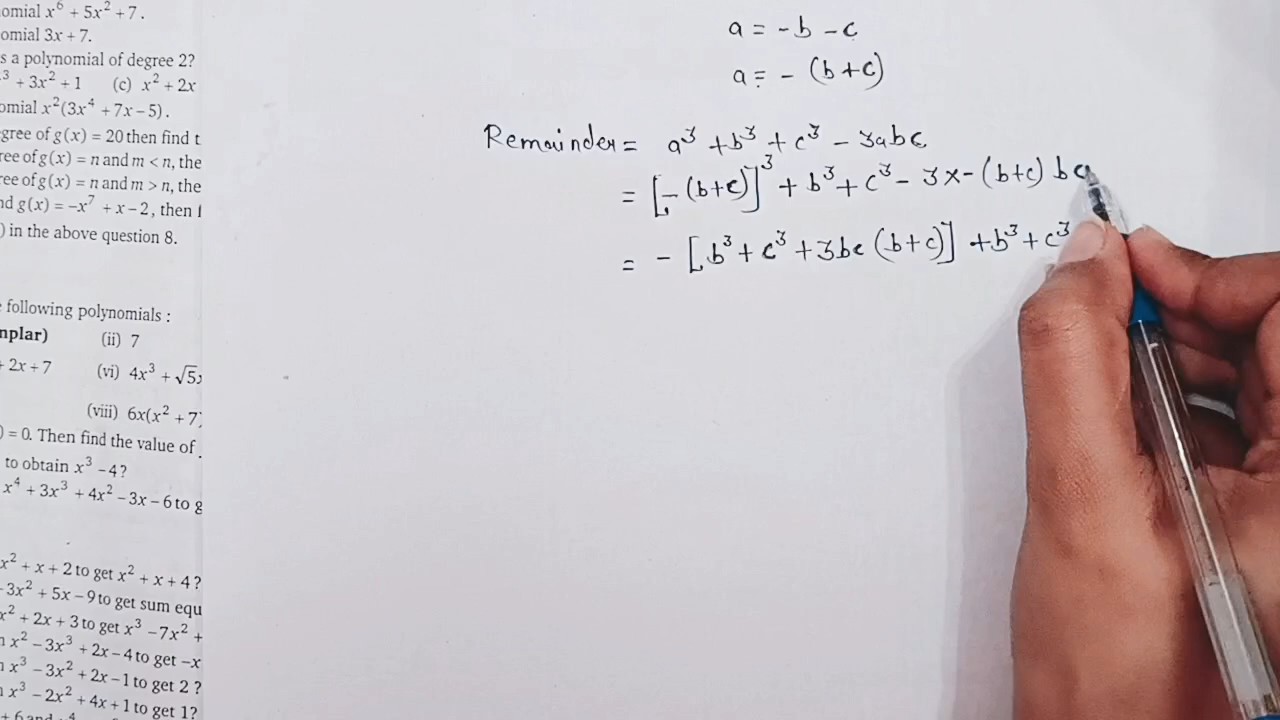 omial x⁶ + 5x² + 7.
omial 3x + 7.
s a polynomial of degree 2?
³ + 3x² + 1 (c) x² + 2x
omial x²(3x⁴ + 7x – 5).
gree of g(x) = 20 then find t
ee of g(x) = n and m < n, the
ree of g(x) = n and m > n, the
nd g(x) = –x⁷ + x – 2, then f
) in the above question 8.
following polynomials :
nplar) (ii) 7
+ 2x + 7 (vi) 4x³ + √5
(viii) 6x(x² + 7)
) = 0. Then find the value of
to obtain x³ – 4?
x⁴ + 3x³ + 4x² – 3x – 6 to g
x² + x + 2 to get x² + x + 4?
– 3x² + 5x – 9 to get sum equ
x² + 2x + 3 to get x³ – 7x² +
x² – 3x³ + 2x – 4 to get –x
x³ – 3x² + 2x – 1 to get 2 ?
x³ – 2x² + 4x + 1 to get 1?
a = -b - c
a = - (b+c)
Remainder = a³ + b³ + c³ - 3abc
= [-(b+c)]³ + b³ + c³ - 3x-(b+c) bc
= - [b³ + c³ + 3bc (b+c)] + b³ + c³